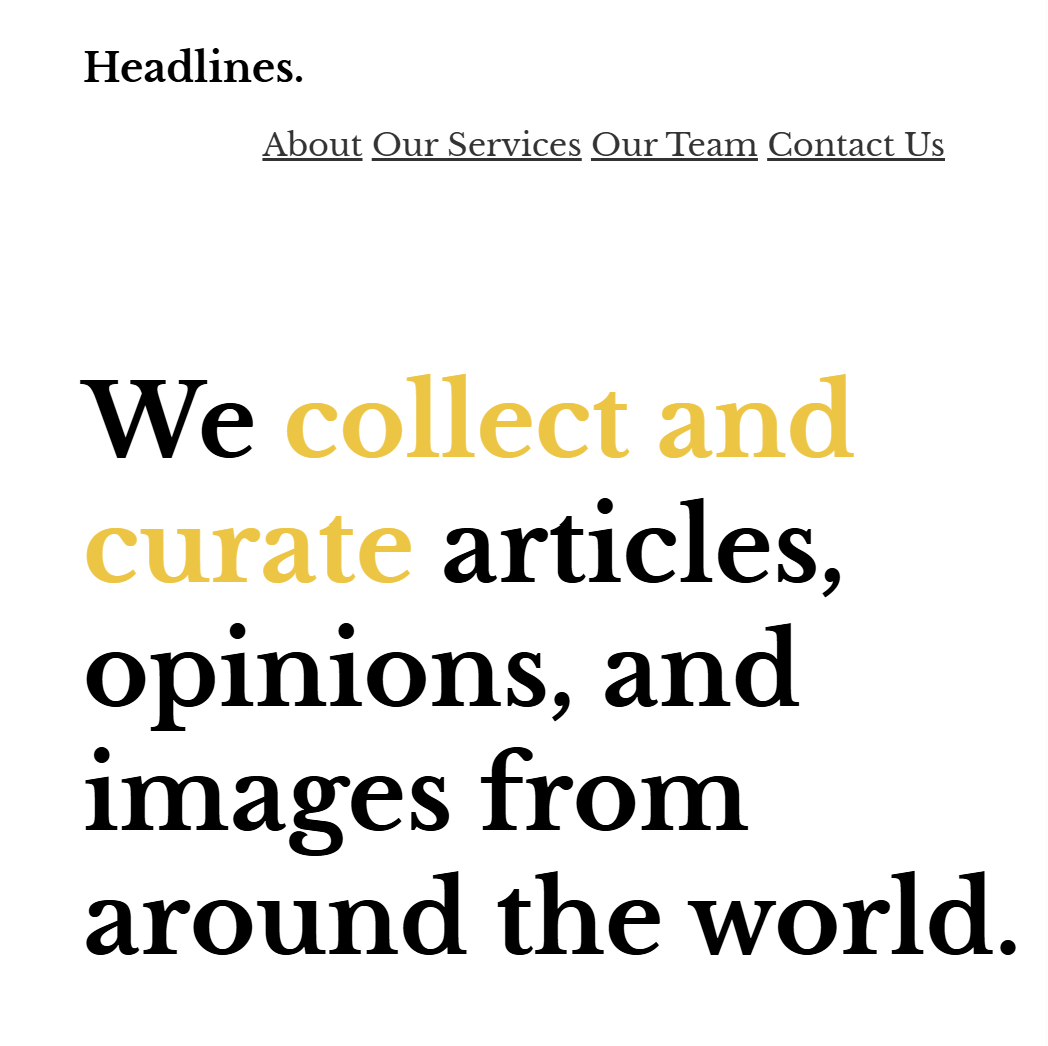 Headlines.
About Our Services Our Team Contact Us
We collect and
curate articles,
opinions, and
images from
around the world.